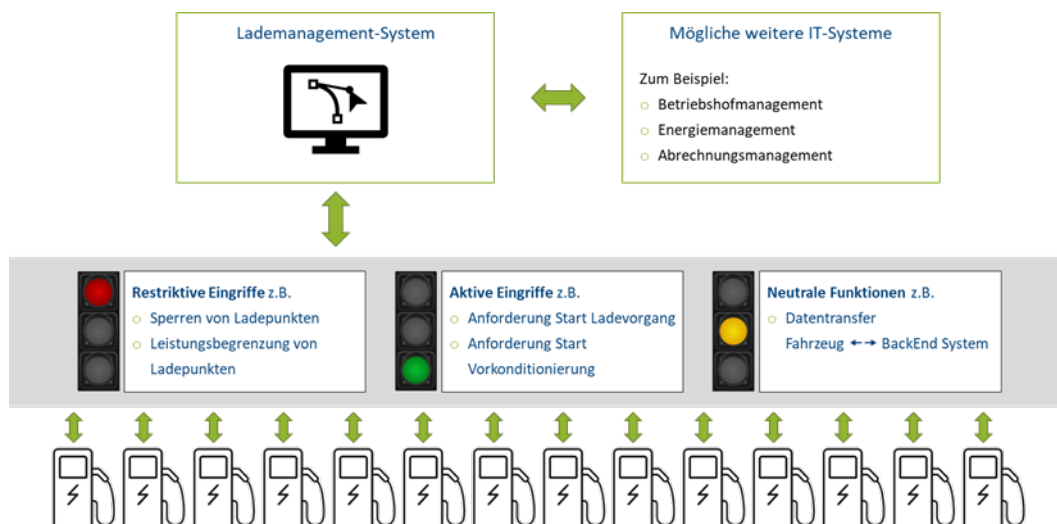 Lademanagement-System
Mögliche weitere IT-Systeme
Zum Beispiel:
Betriebshofmanagement
Energiemanagement
Abrechnungsmanagement
Restriktive Eingriffe z.B.
Sperren von Ladepunkten
Leistungsbegrenzung von
Ladepunkten
Aktive Eingriffe z.B.
Anforderung Start Ladevorgang
Anforderung Start
Vorkonditionierung
Neutrale Funktionen z.B.
Datentransfer
Fahrzeug ←→ BackEnd System